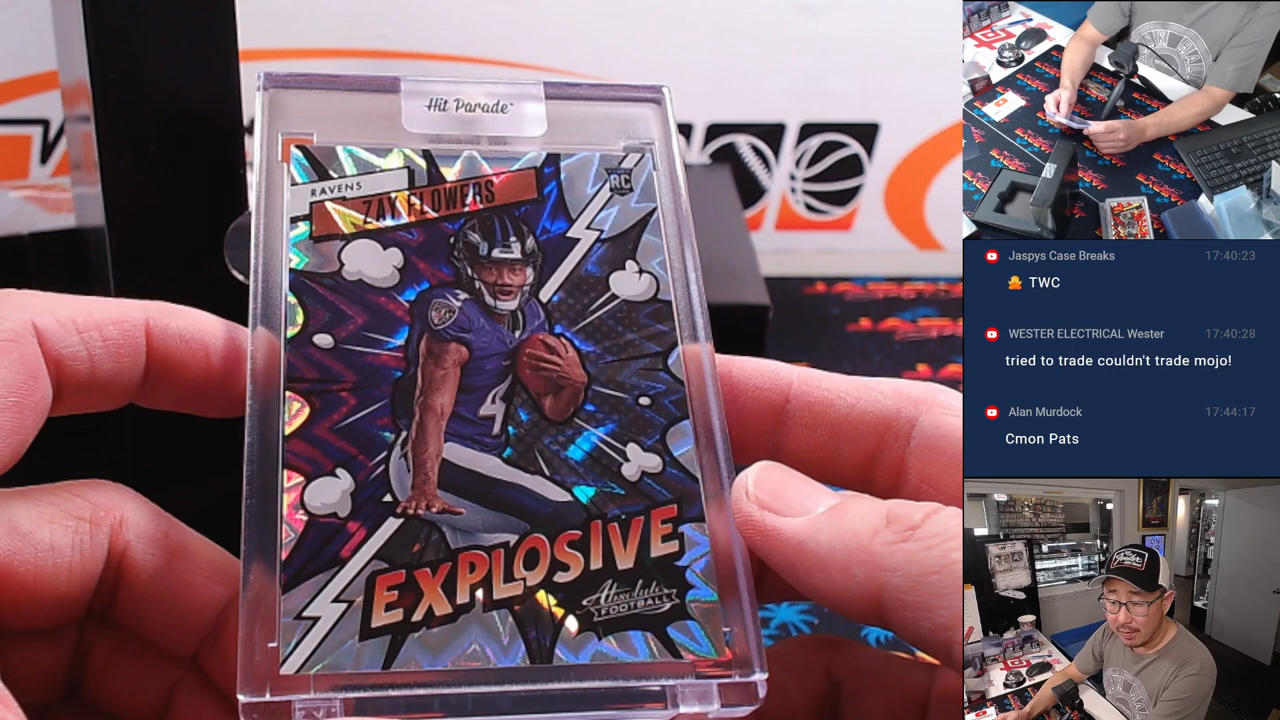 Hit Parade
RAVENS
ZAY FLOWERS
RC
4
EXPLOSIVE
Absolute
FOOTBALL
Jaspys Case Breaks 17:40:23
TWC
WESTER ELECTRICAL Wester 17:40:28
tried to trade couldn't trade mojo!
Alan Murdock 17:44:17
Cmon Pats